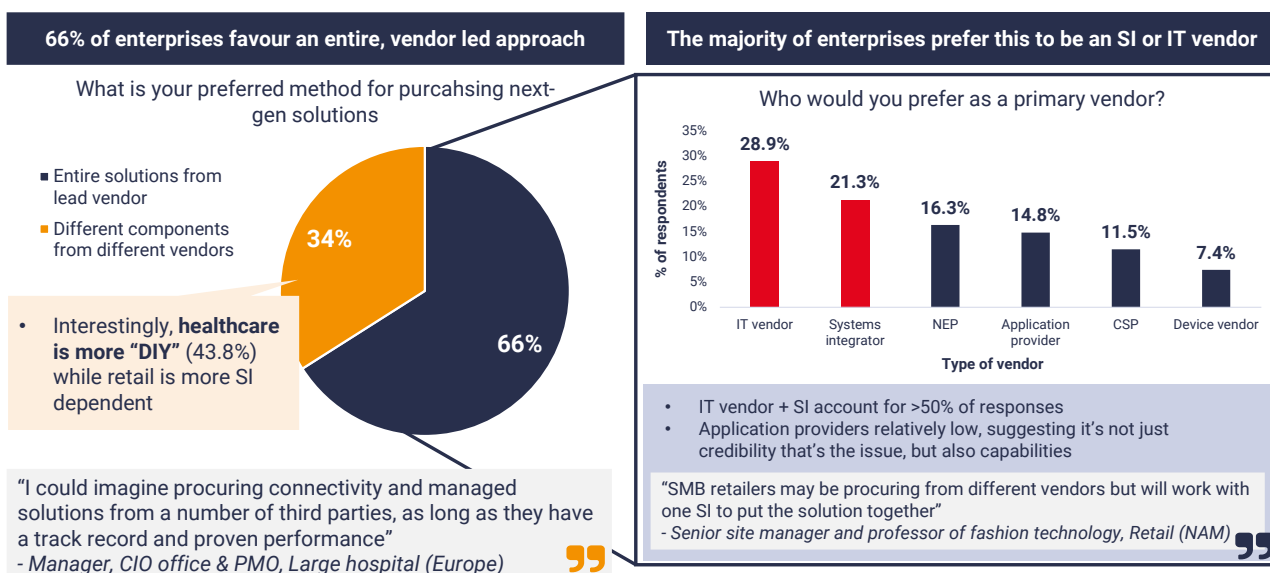 66% of enterprises favour an entire, vendor led approach
What is your preferred method for purcahsing next-
gen solutions
Entire solutions from
lead vendor
Different components
from different vendors
34%
66%
• Interestingly, healthcare
is more “DIY” (43.8%)
while retail is more SI
dependent
“I could imagine procuring connectivity and managed
solutions from a number of third parties, as long as they have
a track record and proven performance”
- Manager, CIO office & PMO, Large hospital (Europe)
The majority of enterprises prefer this to be an SI or IT vendor
Who would you prefer as a primary vendor?
% of respondents
35%
30%
25%
20%
15%
10%
5%
0%
28.9%
21.3%
16.3%
14.8%
11.5%
7.4%
IT vendor
Systems
integrator
NEP
Application
provider
CSP
Device vendor
Type of vendor
• IT vendor + SI account for >50% of responses
• Application providers relatively low, suggesting it’s not just
credibility that’s the issue, but also capabilities
“SMB retailers may be procuring from different vendors but will work with
one SI to put the solution together”
- Senior site manager and professor of fashion technology, Retail (NAM)